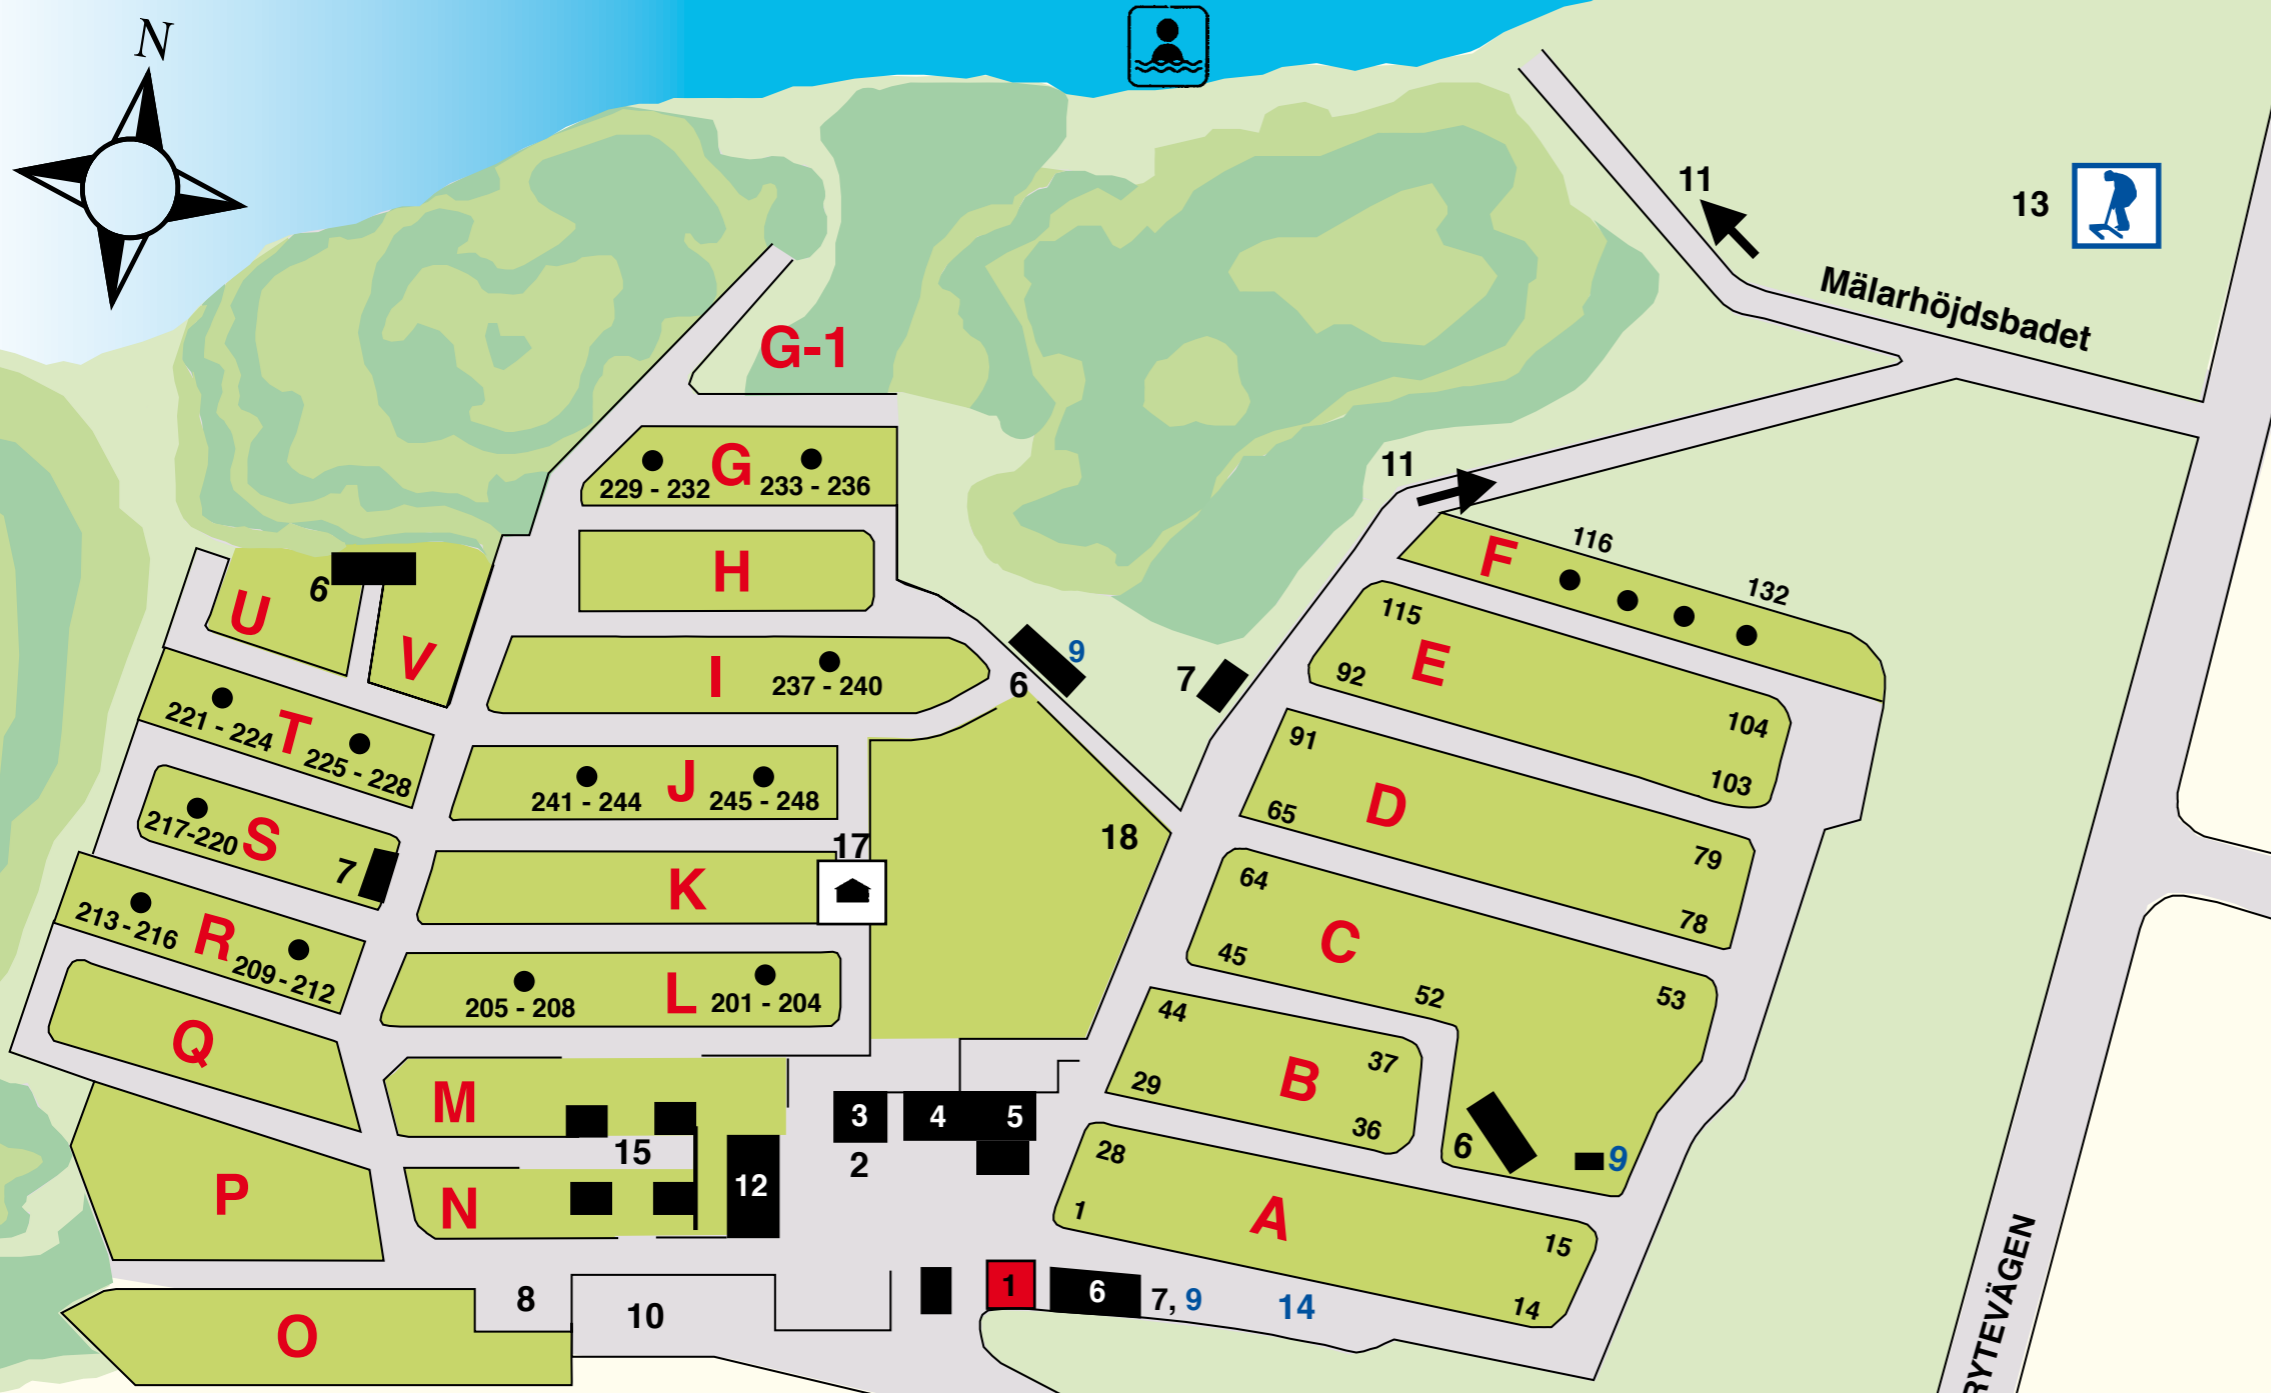 N
11
13
Mälarhöjdsbadet
G-1
G
229 - 232
233 - 236
11
116
F
132
H
6
U
V
115
E
92
104
103
I
237 - 240
9
6
7
221 - 224
T
225 - 228
91
D
65
79
78
241 - 244
J
245 - 248
217-220
S
7
17
18
K
64
C
45
52
53
213 - 216
R
209 - 212
205 - 208
L
201 - 204
Q
44
37
B
29
36
M
3
4
5
15
2
12
6
9
P
N
28
A
1
15
14
8
10
1
6
7, 9
14
O
RYTEVÄGEN